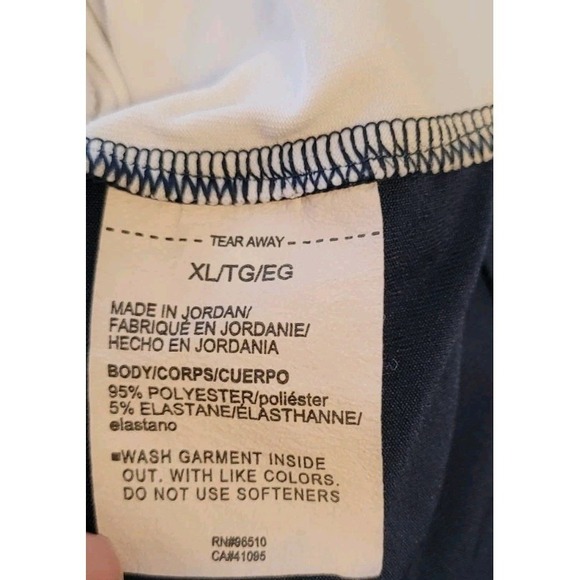 TEAR AWAY
XL/TG/EG
MADE IN JORDAN/
FABRIQUÉ EN JORDANIE/
HECHO EN JORDANIA
BODY/CORPS/CUERPO
95% POLYESTER/poliéster
5% ELASTANE/ÉLASTHANNE/
elastano
WASH GARMENT INSIDE
OUT. WITH LIKE COLORS.
DO NOT USE SOFTENERS
RN#96510
CA#41095